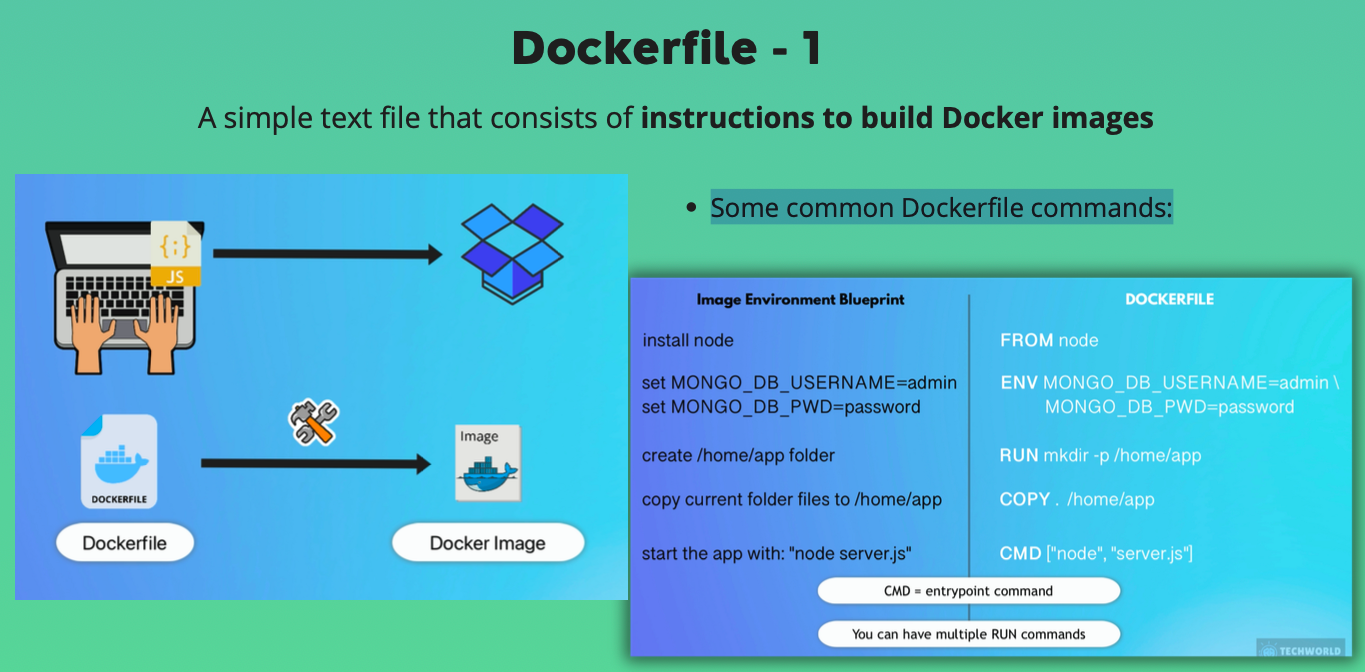 Dockerfile - 1
A simple text file that consists of instructions to build Docker images
{;}
JS
DOCKERFILE
Dockerfile
Image
Docker Image
• Some common Dockerfile commands:
Image Environment Blueprint
DOCKERFILE
install node
FROM node
set MONGO_DB_USERNAME=admin
ENV MONGO_DB_USERNAME=admin \
set MONGO_DB_PWD=password
MONGO_DB_PWD=password
create /home/app folder
RUN mkdir -p /home/app
copy current folder files to /home/app
COPY . /home/app
start the app with: "node server.js"
CMD ["node", "server.js"]
CMD = entrypoint command
You can have multiple RUN commands
TECHWORLD